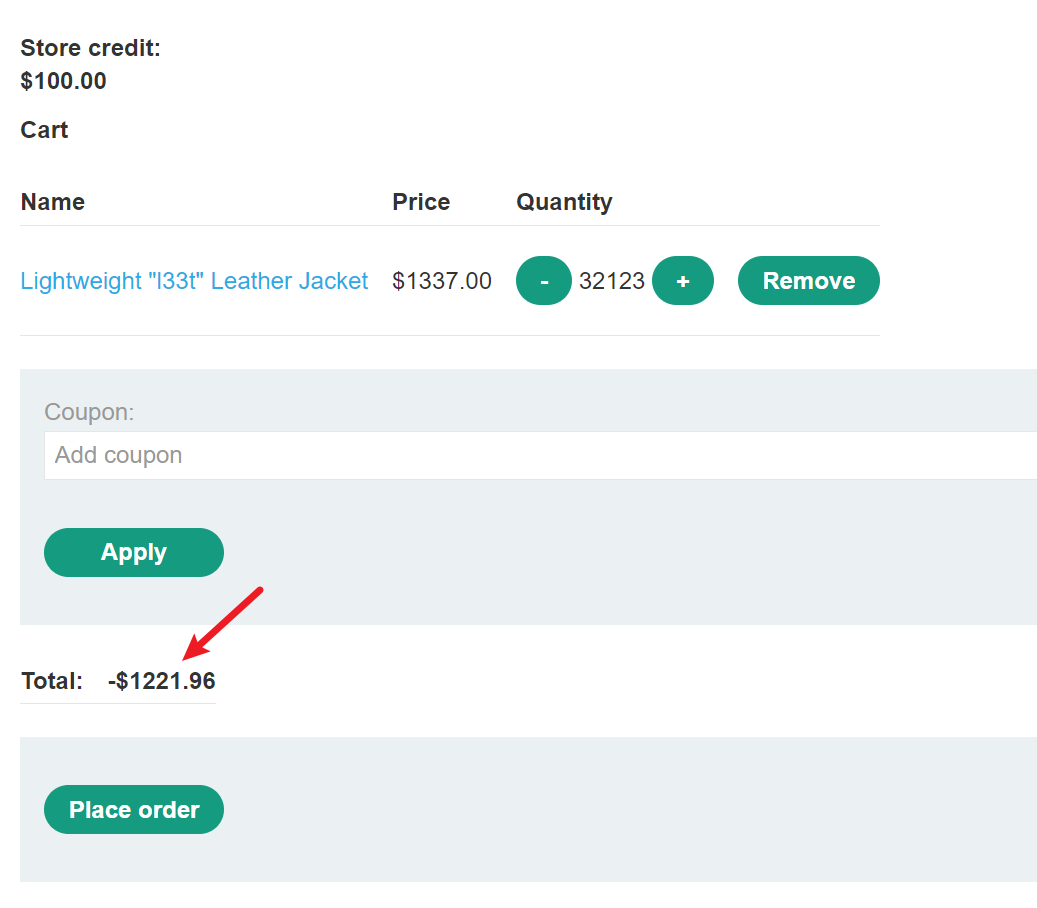 Store credit:
$100.00
Cart
Name Price Quantity
Lightweight "l33t" Leather Jacket $1337.00 - 32123 + Remove
Coupon:
Add coupon
Apply
Total: -$1221.96
Place order